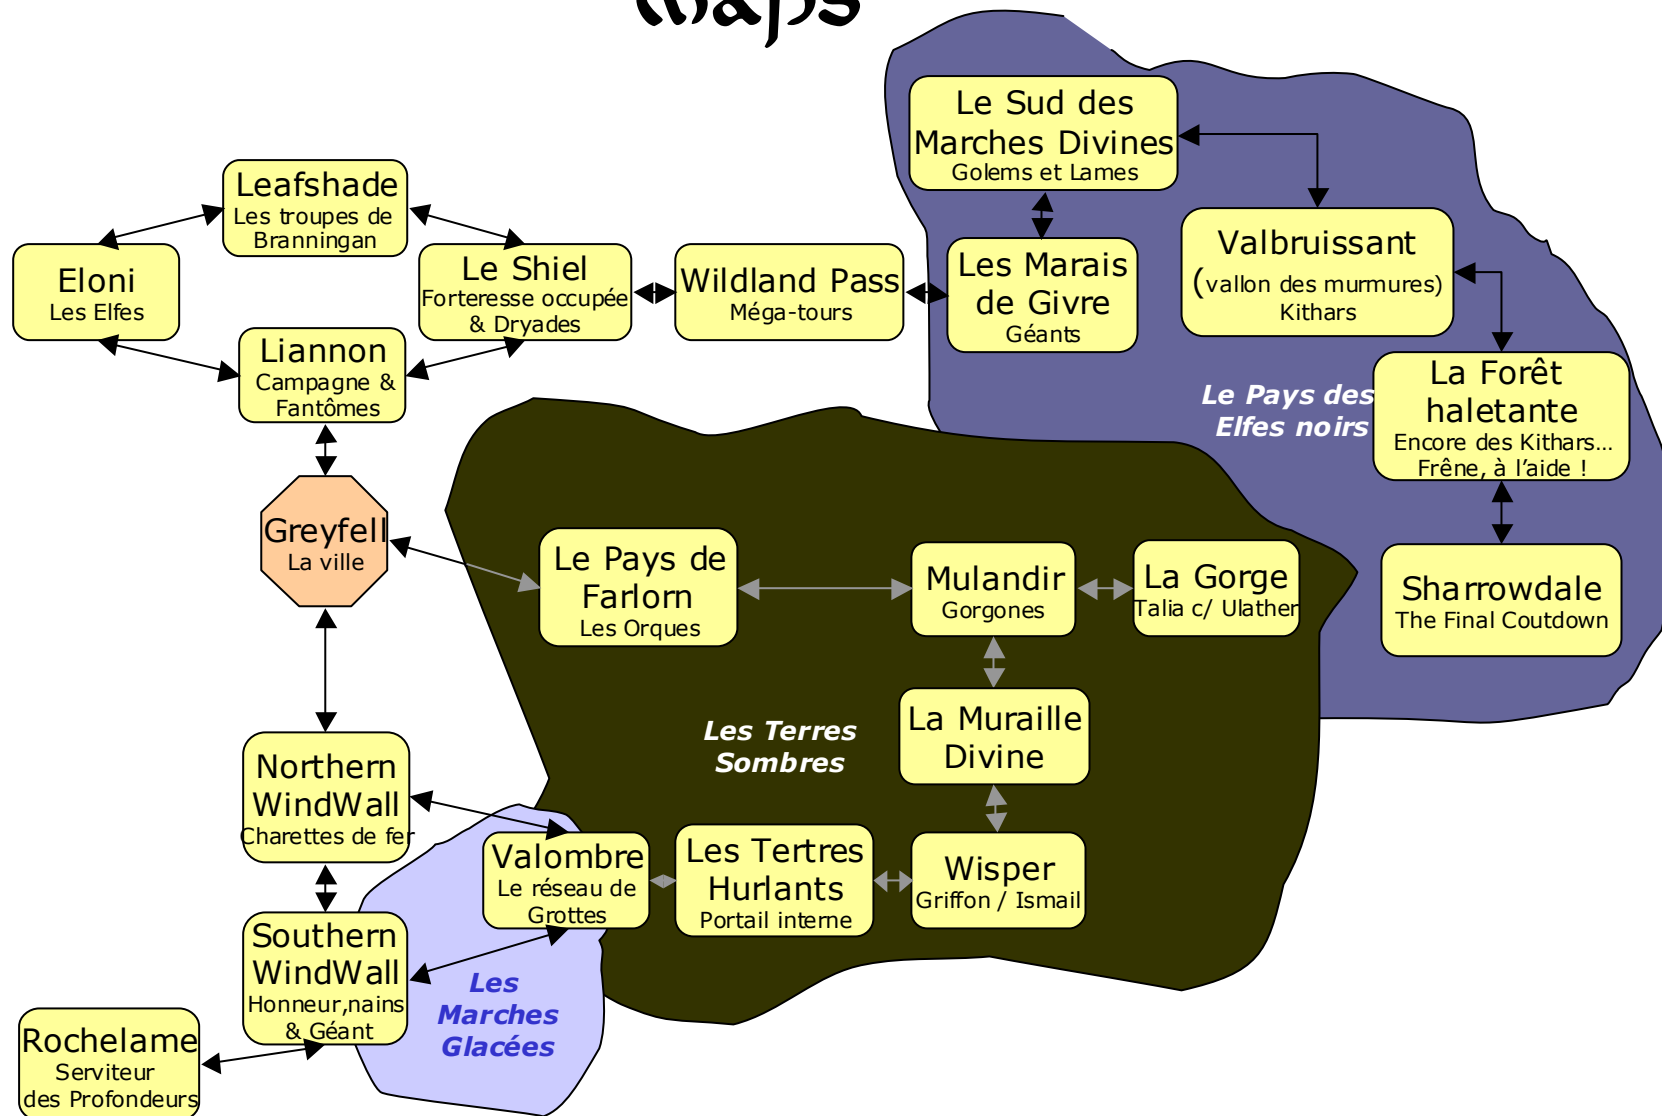 Maps
Le Sud des
Marches Divines
Golems et Lames
Leafshade
Les troupes de
Branningan
Eloni
Les Elfes
Le Shiel
Forteresse occupée
& Dryades
Wildland Pass
Méga-tours
Les Marais
de Givre
Géants
Valbruissant
(vallon des murmures)
Kithars
Liannon
Campagne &
Fantômes
Le Pays des
Elfes noirs
La Forêt
haletante
Encore des Kithars...
Frêne, à l'aide !
Greyfell
La ville
Le Pays de
Farlorn
Les Orques
Mulandir
Gorgones
La Gorge
Talia c/ Ulather
Sharrowdale
The Final Coutdown
Les Terres
Sombres
La Muraille
Divine
Northern
WindWall
Charettes de fer
Valombre
Le réseau de
Grottes
Les Tertres
Hurlants
Portail interne
Wisper
Griffon / Ismail
Southern
WindWall
Honneur,nains
& Géant
Les
Marches
Glacées
Rochelame
Serviteur
des Profondeurs